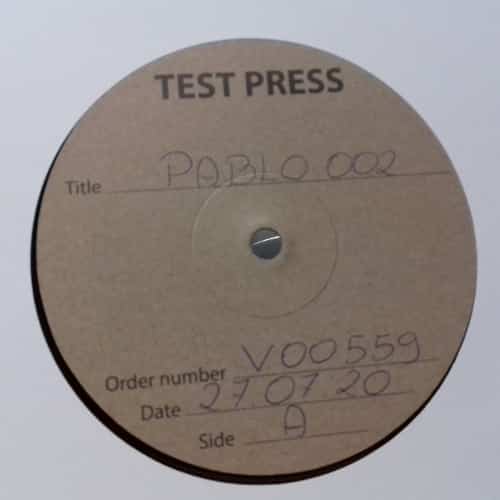 TEST PRESS
Title PABLO 002
Order number V00559
Date 27.07.20
Side A